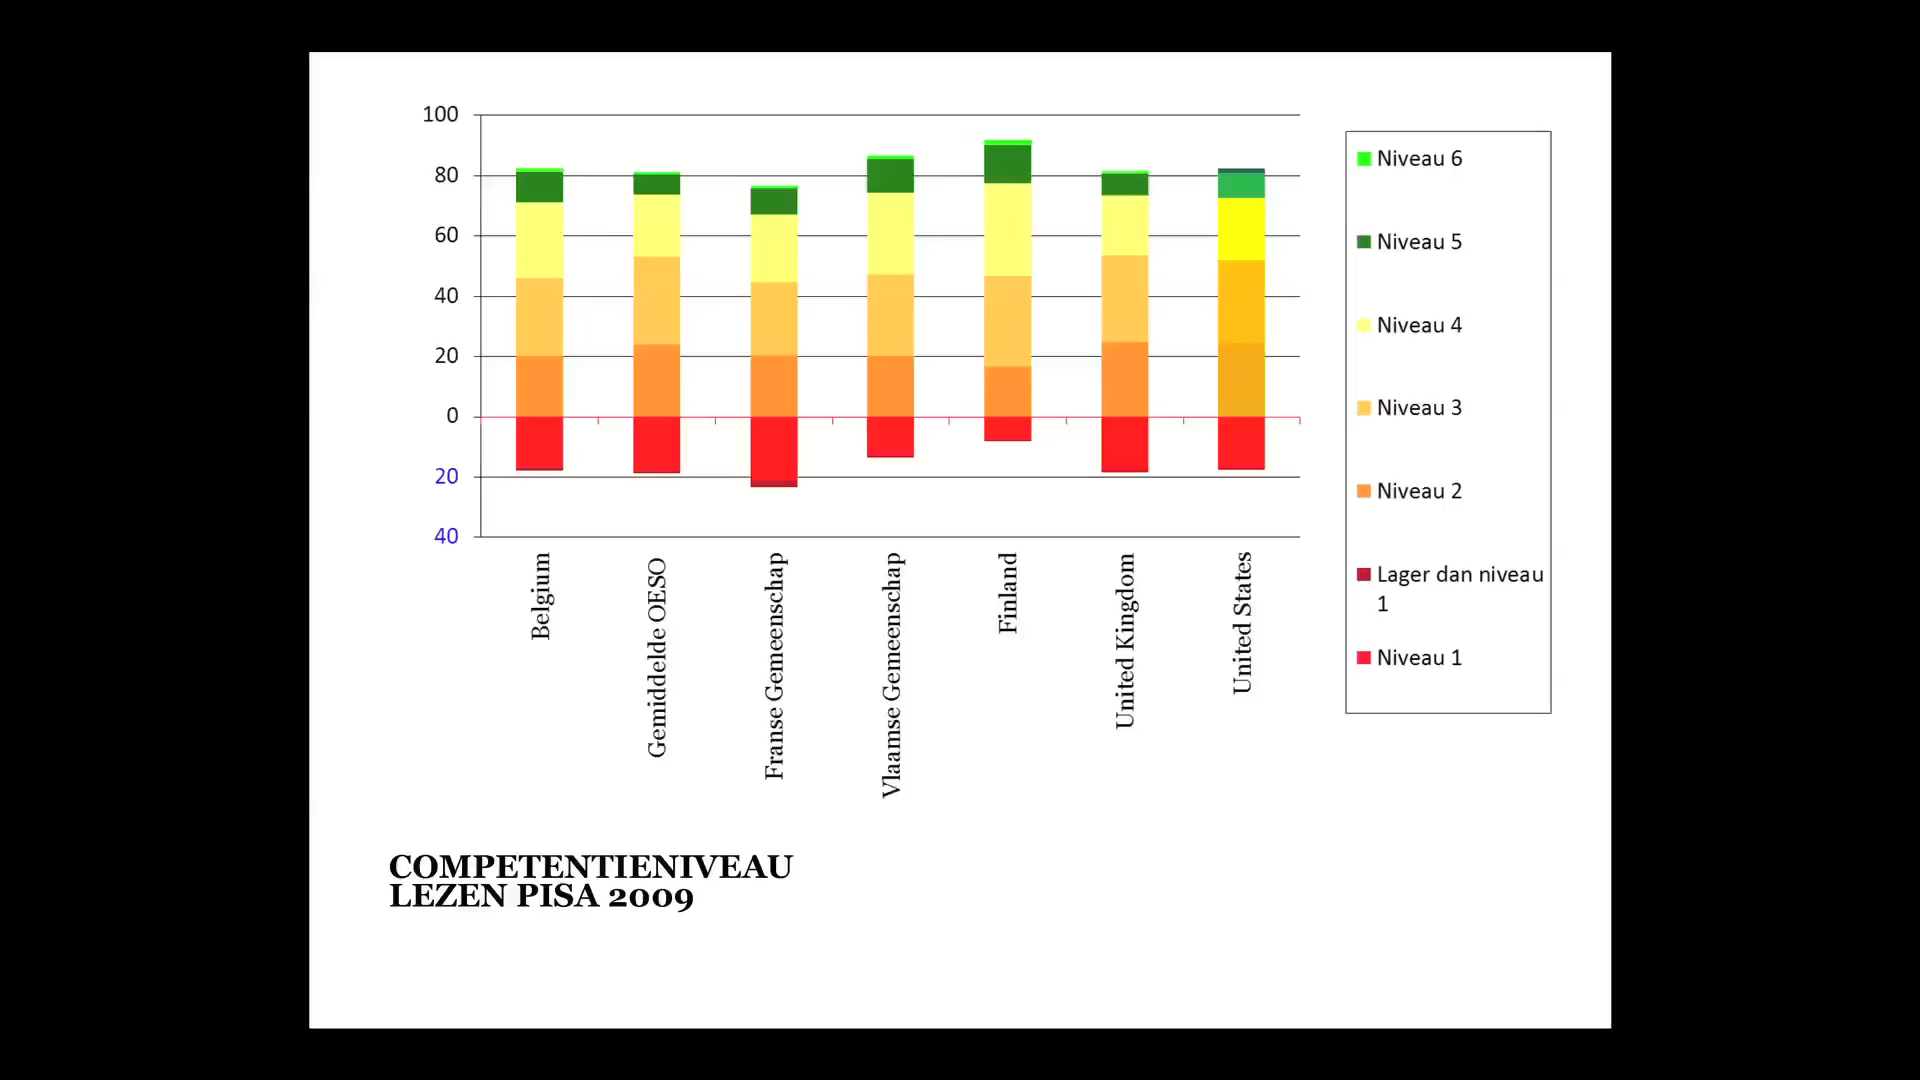 100
80
60
40
20
0
20
40
Belgium
Gemiddelde OESO
Franse Gemeenschap
Vlaamse Gemeenschap
Finland
United Kingdom
United States
Niveau 6
Niveau 5
Niveau 4
Niveau 3
Niveau 2
Lager dan niveau
1
Niveau 1
COMPETENTIENIVEAU
LEZEN PISA 2009